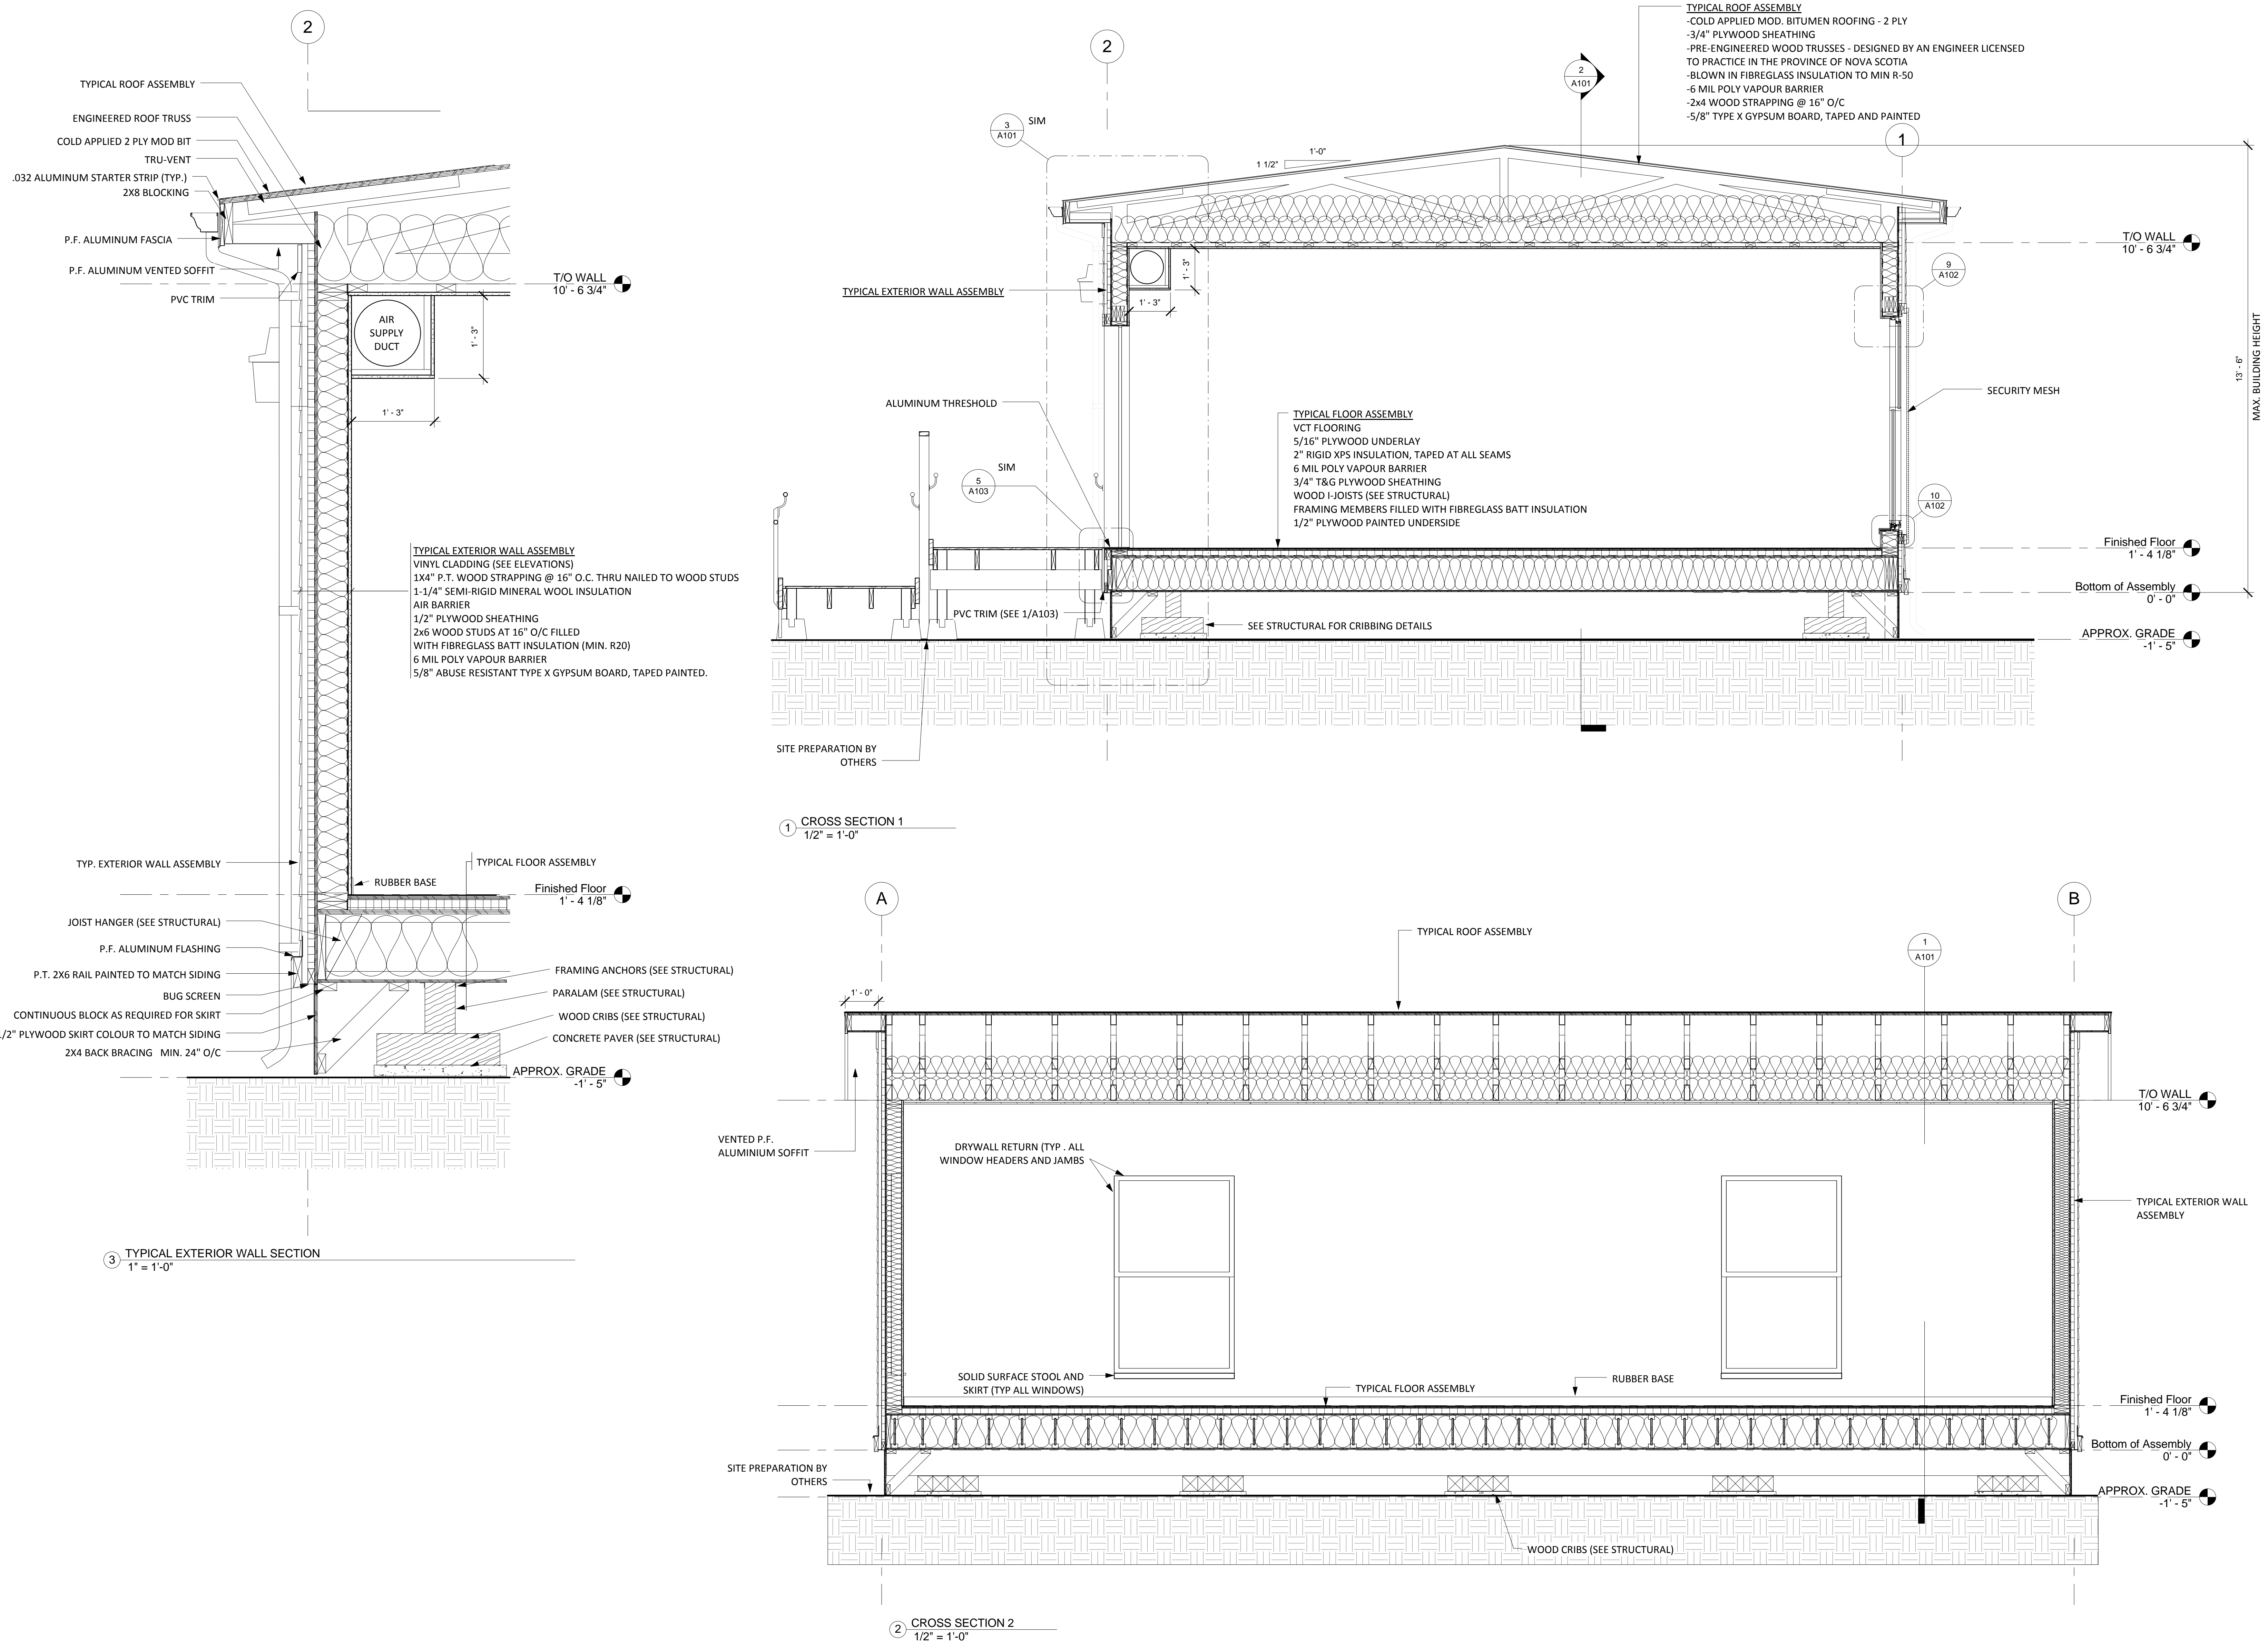 2
TYPICAL ROOF ASSEMBLY
ENGINEERED ROOF TRUSS
COLD APPLIED 2 PLY MOD BIT
TRU-VENT
.032 ALUMINUM STARTER STRIP (TYP.)
2X8 BLOCKING
P.F. ALUMINUM FASCIA
P.F. ALUMINUM VENTED SOFFIT
PVC TRIM
T/O WALL
10' - 6 3/4"
AIR
SUPPLY
DUCT
1' - 3"
1' - 3"
TYPICAL EXTERIOR WALL ASSEMBLY
VINYL CLADDING (SEE ELEVATIONS)
1X4" P.T. WOOD STRAPPING @ 16" O.C. THRU NAILED TO WOOD STUDS
1-1/4" SEMI-RIGID MINERAL WOOL INSULATION
AIR BARRIER
1/2" PLYWOOD SHEATHING
2x6 WOOD STUDS AT 16" O/C FILLED
WITH FIBREGLASS BATT INSULATION (MIN. R20)
6 MIL POLY VAPOUR BARRIER
5/8" ABUSE RESISTANT TYPE X GYPSUM BOARD, TAPED PAINTED.
TYP. EXTERIOR WALL ASSEMBLY
TYPICAL FLOOR ASSEMBLY
RUBBER BASE
Finished Floor
1' - 4 1/8"
JOIST HANGER (SEE STRUCTURAL)
P.F. ALUMINUM FLASHING
P.T. 2X6 RAIL PAINTED TO MATCH SIDING
BUG SCREEN
CONTINUOUS BLOCK AS REQUIRED FOR SKIRT
1/2" PLYWOOD SKIRT COLOUR TO MATCH SIDING
2X4 BACK BRACING MIN. 24" O/C
FRAMING ANCHORS (SEE STRUCTURAL)
PARALAM (SEE STRUCTURAL)
WOOD CRIBS (SEE STRUCTURAL)
CONCRETE PAVER (SEE STRUCTURAL)
APPROX. GRADE
-1' - 5"
3 TYPICAL EXTERIOR WALL SECTION
1" = 1'-0"
2
2
A101
TYPICAL ROOF ASSEMBLY
-COLD APPLIED MOD. BITUMEN ROOFING - 2 PLY
-3/4" PLYWOOD SHEATHING
-PRE-ENGINEERED WOOD TRUSSES - DESIGNED BY AN ENGINEER LICENSED
TO PRACTICE IN THE PROVINCE OF NOVA SCOTIA
-BLOWN IN FIBREGLASS INSULATION TO MIN R-50
-6 MIL POLY VAPOUR BARRIER
-2x4 WOOD STRAPPING @ 16" O/C
-5/8" TYPE X GYPSUM BOARD, TAPED AND PAINTED
3
A101
SIM
1
1'-0"
1 1/2"
T/O WALL
10' - 6 3/4"
9
A102
TYPICAL EXTERIOR WALL ASSEMBLY
1' - 3"
1' - 3"
13' - 6"
MAX. BUILDING HEIGHT
SECURITY MESH
ALUMINUM THRESHOLD
TYPICAL FLOOR ASSEMBLY
VCT FLOORING
5/16" PLYWOOD UNDERLAY
2" RIGID XPS INSULATION, TAPED AT ALL SEAMS
6 MIL POLY VAPOUR BARRIER
3/4" T&G PLYWOOD SHEATHING
WOOD I-JOISTS (SEE STRUCTURAL)
FRAMING MEMBERS FILLED WITH FIBREGLASS BATT INSULATION
1/2" PLYWOOD PAINTED UNDERSIDE
5
A103
SIM
10
A102
Finished Floor
1' - 4 1/8"
Bottom of Assembly
0' - 0"
PVC TRIM (SEE 1/A103)
SEE STRUCTURAL FOR CRIBBING DETAILS
APPROX. GRADE
-1' - 5"
SITE PREPARATION BY
OTHERS
1 CROSS SECTION 1
1/2" = 1'-0"
A
B
TYPICAL ROOF ASSEMBLY
1
A101
1' - 0"
T/O WALL
10' - 6 3/4"
VENTED P.F.
ALUMINIUM SOFFIT
DRYWALL RETURN (TYP . ALL
WINDOW HEADERS AND JAMBS
TYPICAL EXTERIOR WALL
ASSEMBLY
SOLID SURFACE STOOL AND
SKIRT (TYP ALL WINDOWS)
TYPICAL FLOOR ASSEMBLY
RUBBER BASE
Finished Floor
1' - 4 1/8"
Bottom of Assembly
0' - 0"
SITE PREPARATION BY
OTHERS
APPROX. GRADE
-1' - 5"
WOOD CRIBS (SEE STRUCTURAL)
2 CROSS SECTION 2
1/2" = 1'-0"